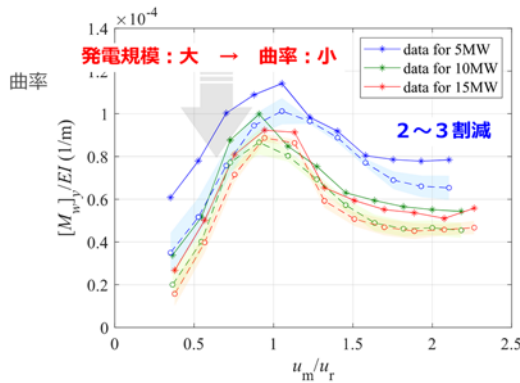 ×10⁻⁴
1.4
発電規模：大 → 曲率：小
data for 5MW
data for 10MW
data for 15MW
1.2
曲率
1
２～３割減
0.8
[M_w]_y/EI (1/m)
0.6
0.4
0.2
0
0 0.5 1 1.5 2 2.5
u_m/u_r